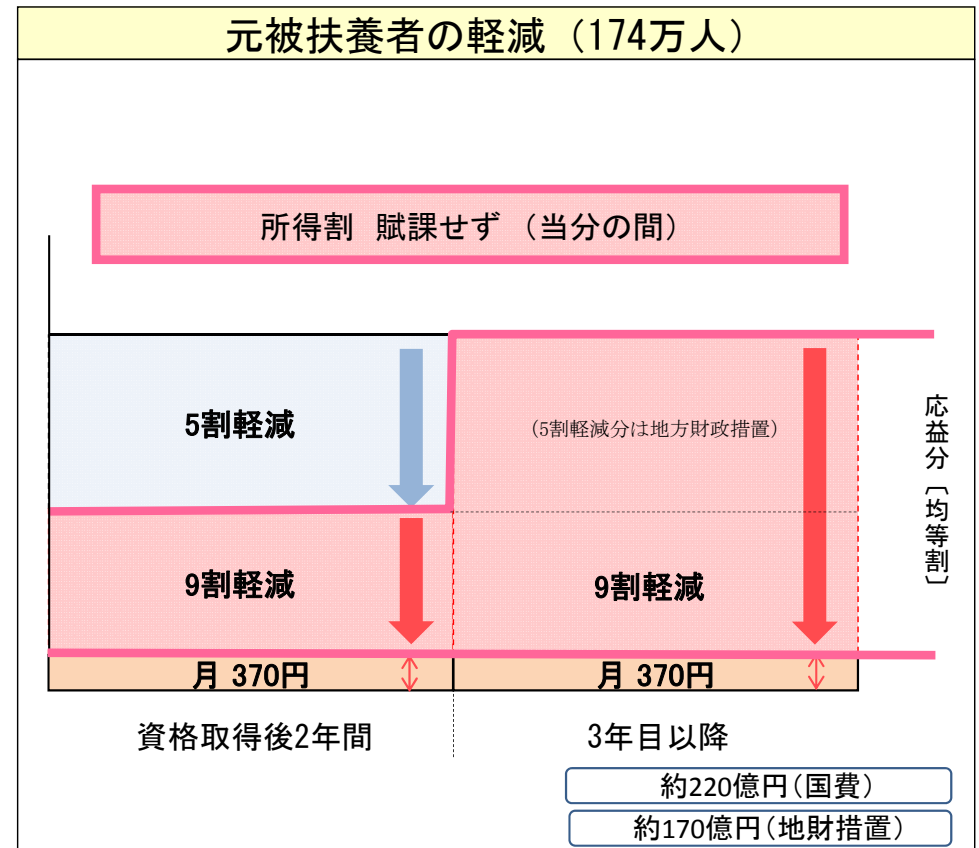 元被扶養者の軽減（174万人）
所得割 賦課せず （当分の間）
5割軽減
（5割軽減分は地方財政措置）
9割軽減
9割軽減
応益分〔均等割〕
月 370円
月 370円
資格取得後2年間
3年目以降
約220億円（国費）
約170億円（地財措置）